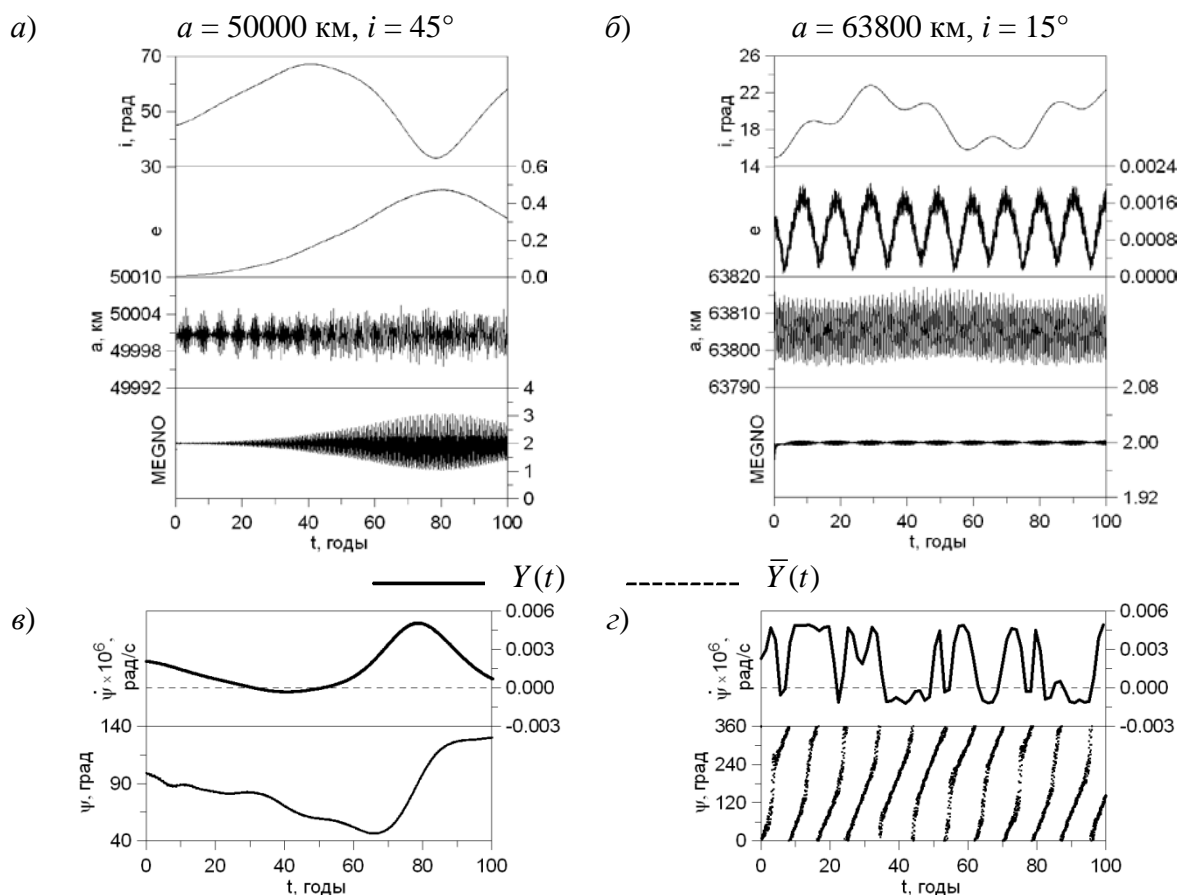 а) a = 50000 км, i = 45°
70
50
30
i, град
0.6
0.4
0.2
0.0
e
50010
50004
49998
49992
a, км
4
3
2
1
0
MEGNO
0 20 40 60 80 100
t, годы
б) a = 63800 км, i = 15°
26
22
18
14
i, град
0.0024
0.0016
0.0008
0.0000
e
63820
63810
63800
63790
a, км
2.08
2.00
1.92
MEGNO
0 20 40 60 80 100
t, годы
Y(t) Y̅(t)
в)
ψ̇ × 10⁶, рад/с
0.006
0.003
0.000
-0.003
140
90
40
ψ, град
0 20 40 60 80 100
t, годы
г)
ψ̇ × 10⁶, рад/с
0.006
0.003
0.000
-0.003
360
240
120
0
ψ, град
0 20 40 60 80 100
t, годы